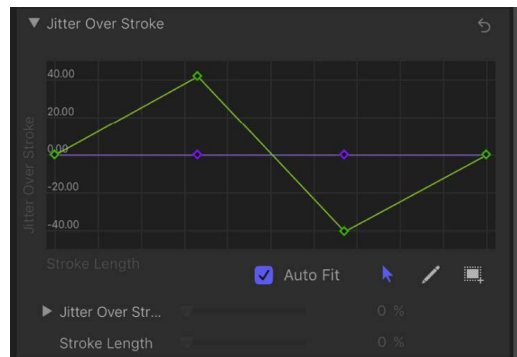 Jitter Over Stroke
40.00
20.00
0.00
-20.00
-40.00
Jitter Over Stroke
Stroke Length
Auto Fit
Jitter Over Str...
0 %
Stroke Length
0 %